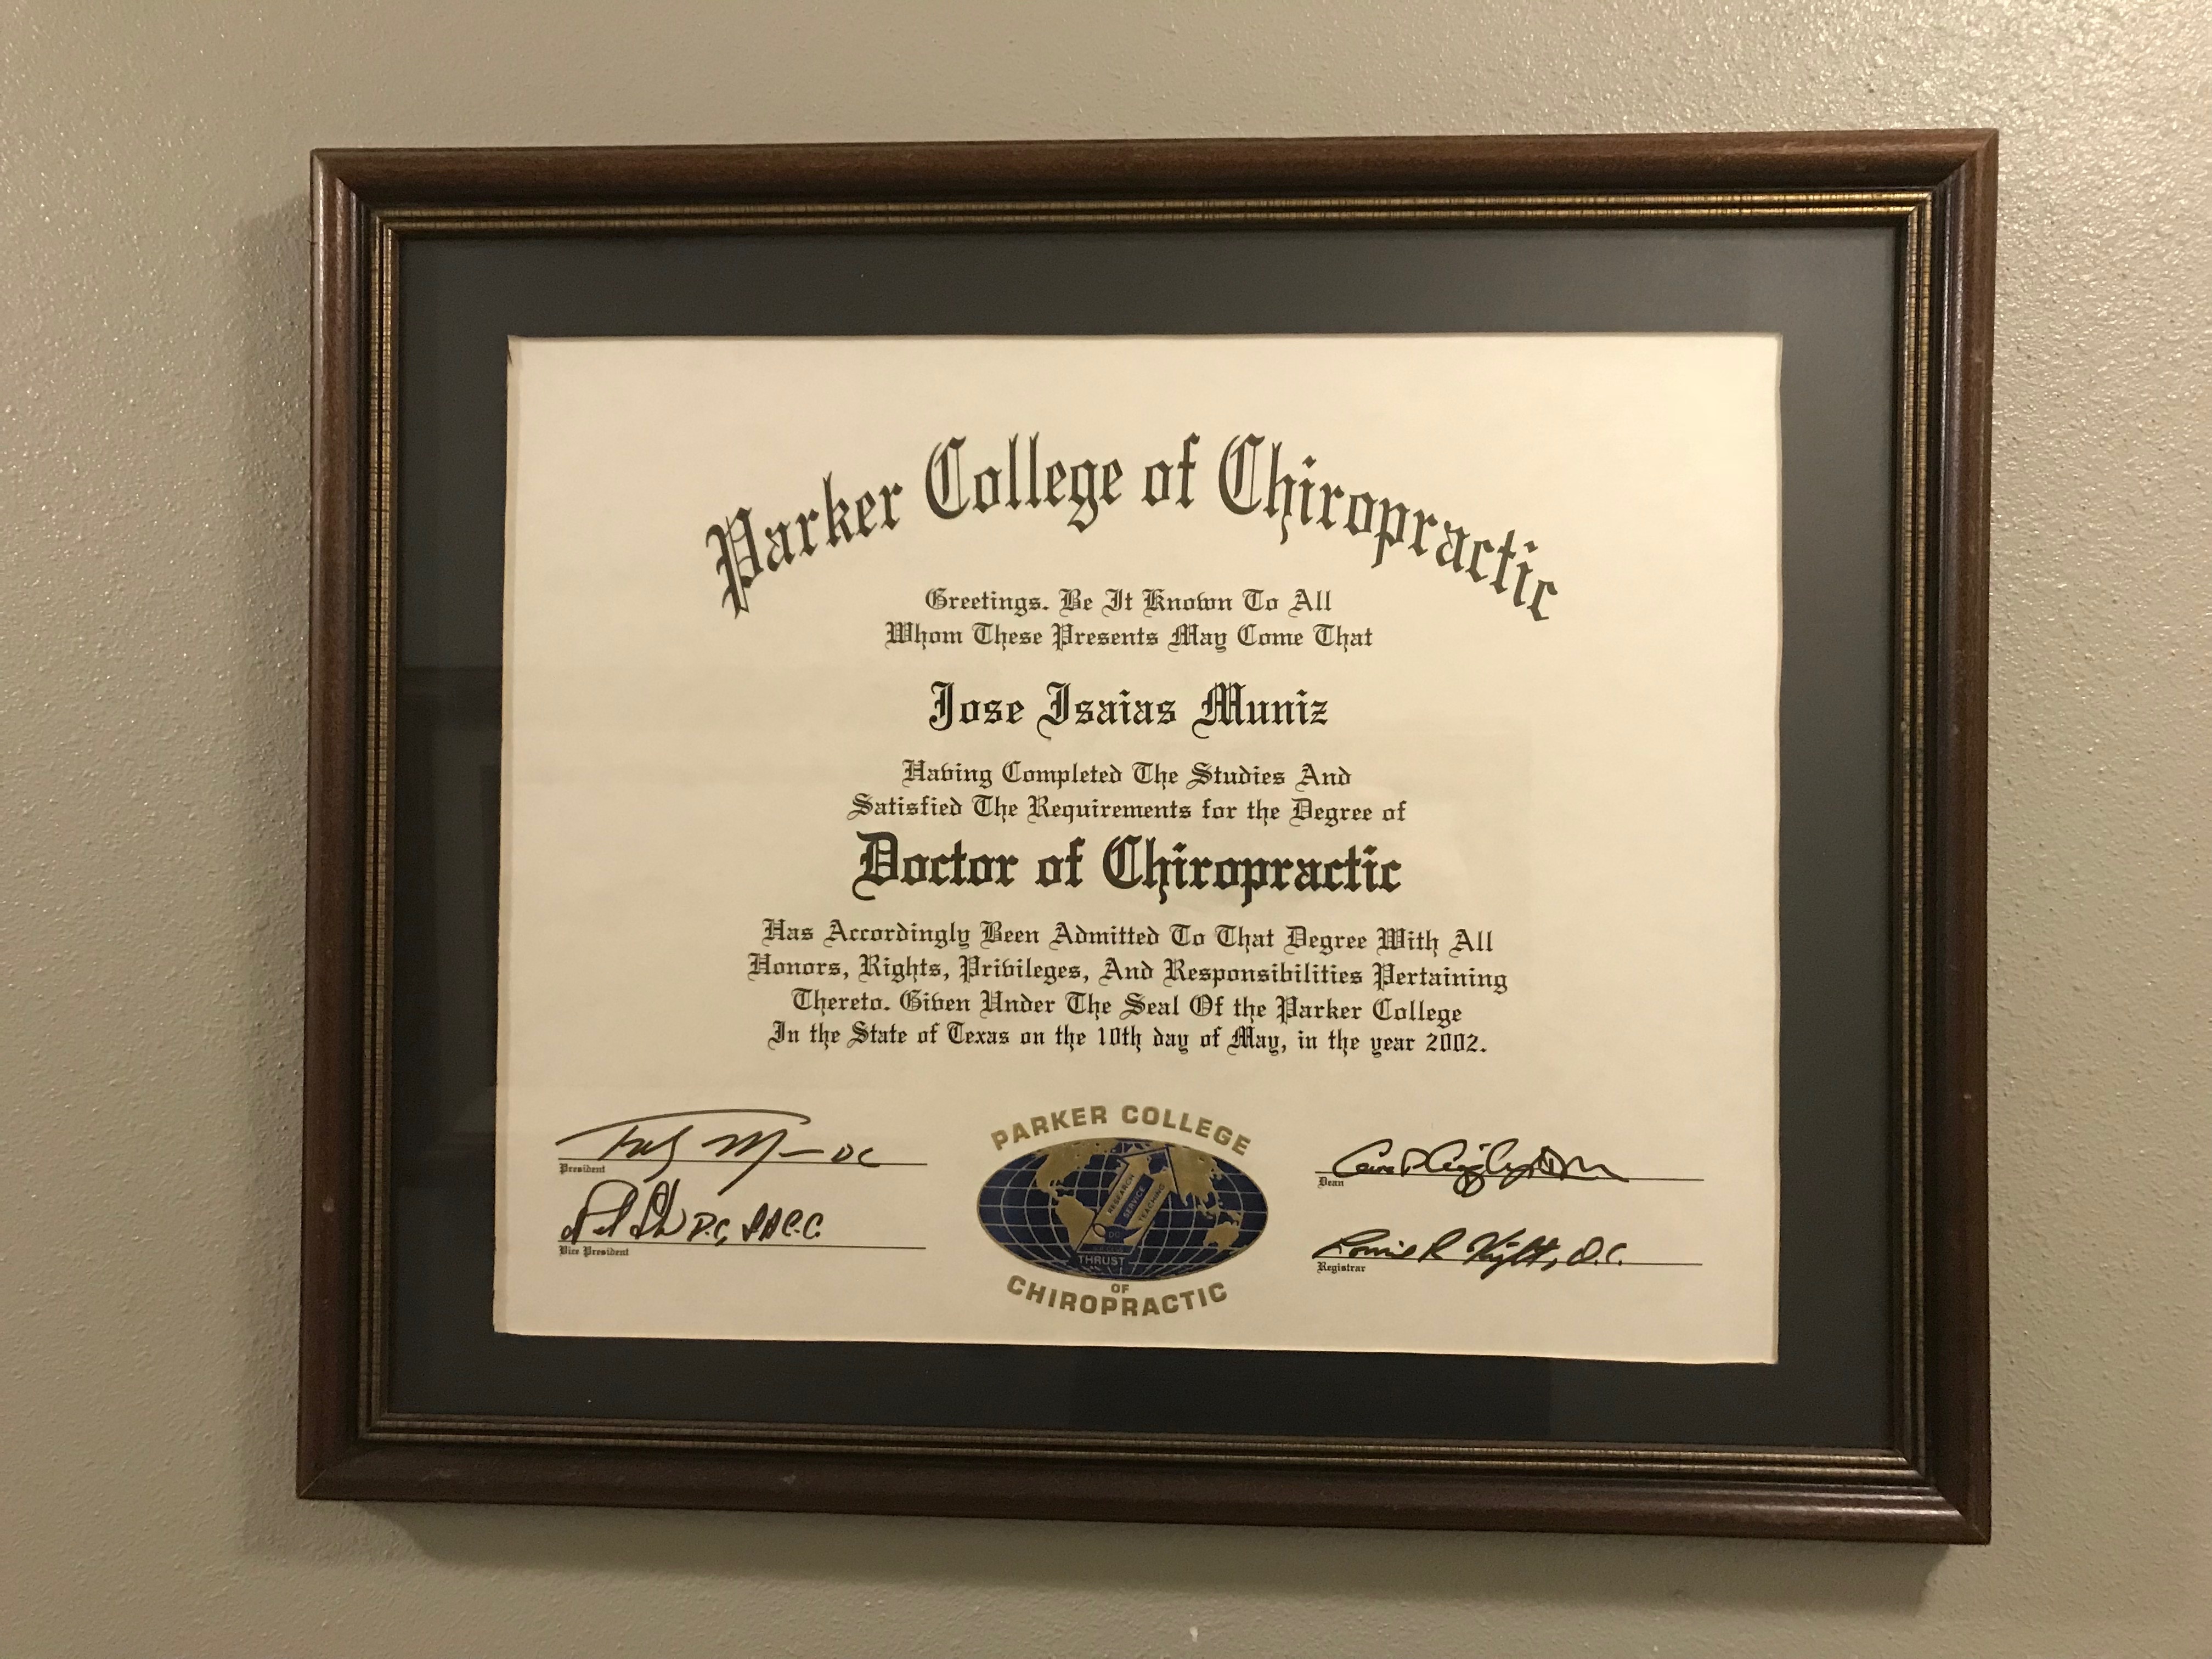 Parker College of Chiropractic
Greetings. Be It Known To All
Whom These Presents May Come That
Jose Isaias Muniz
Having Completed The Studies And
Satisfied The Requirements for the Degree of
Doctor of Chiropractic
Has Accordingly Been Admitted To That Degree With All
Honors, Rights, Privileges, And Responsibilities Pertaining
Thereto. Given Under The Seal Of the Parker College
In the State of Texas on the 10th day of May, in the year 2002.
DC
President
D.C.
Vice President
PARKER COLLEGE
RESEARCH
SERVICE
TEACHING
THRUST
OF
CHIROPRACTIC
Dean
R Knight, D.C.
Registrar